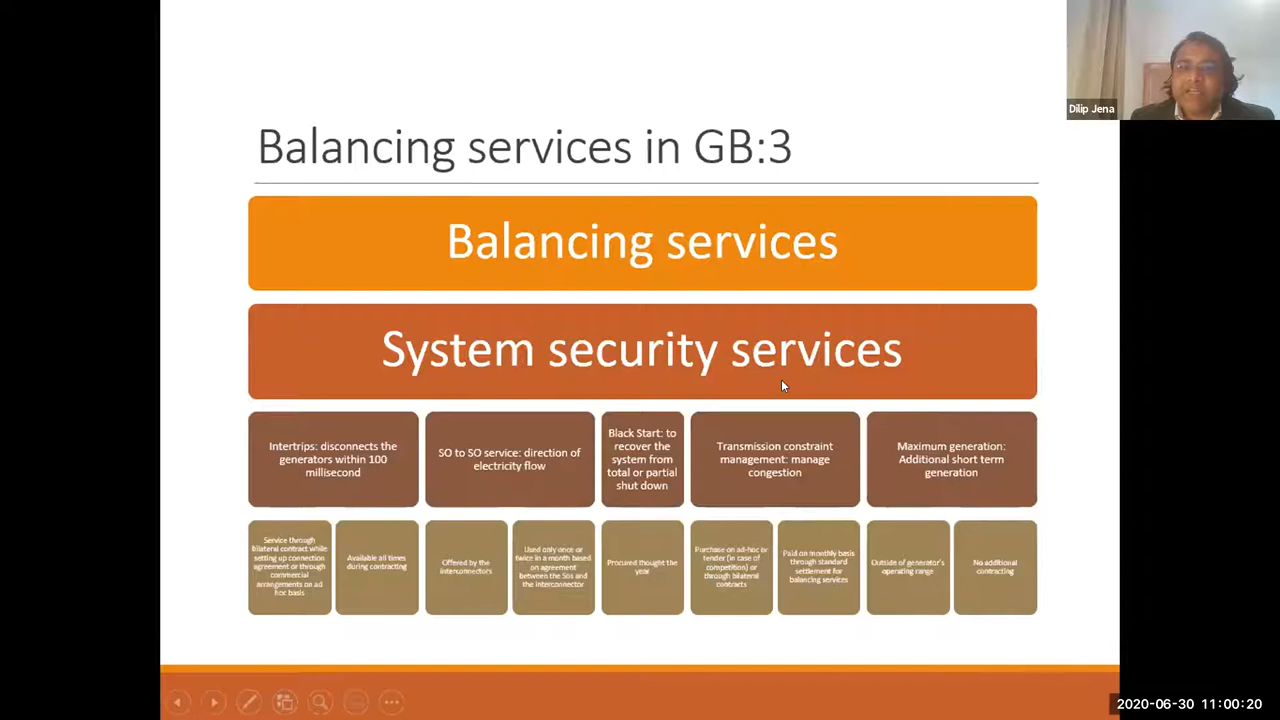 Dilip Jena
Balancing services in GB:3
Balancing services
System security services
Intertrips: disconnects the
generators within 100
millisecond
SO to SO service: direction of
electricity flow
Black Start: to
recover the
system from
total or partial
shut down
Transmission constraint
management: manage
congestion
Maximum generation:
Additional short term
generation
Service through
bilateral contract while
setting up connection
agreement or through
commercial
arrangements on ad
hoc basis
Available all times
during contracting
Offered by the
interconnectors
Used only once or
twice in a month based
on agreement
between the Sos and
the interconnector
Procured thought the
year
Purchase on ad-hoc or
tender (in case of
competition) or
through bilateral
contracts
Paid on monthly basis
through standard
settlement for
balancing services
Outside of generator's
operating range
No additional
contracting
2020-06-30 11:00:20